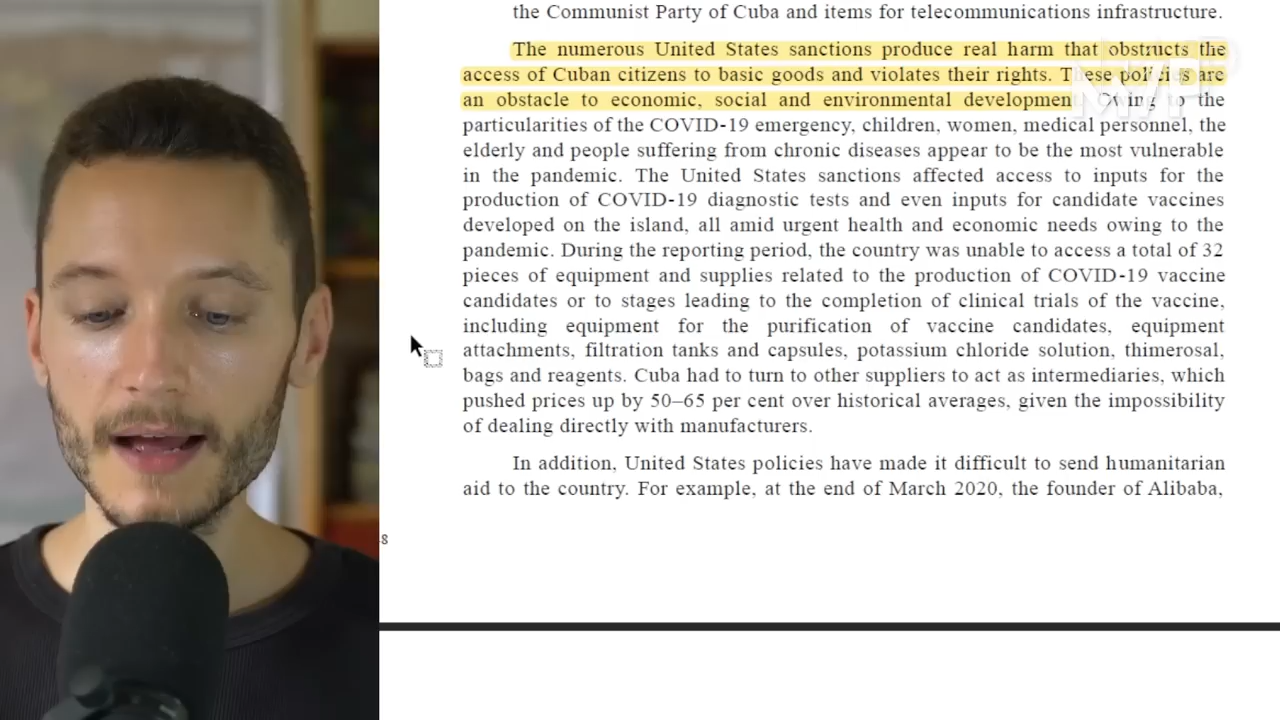 the Communist Party of Cuba and items for telecommunications infrastructure.
The numerous United States sanctions produce real harm that obstructs the
access of Cuban citizens to basic goods and violates their rights. These policies are
an obstacle to economic, social and environmental development. Owing to the
particularities of the COVID-19 emergency, children, women, medical personnel, the
elderly and people suffering from chronic diseases appear to be the most vulnerable
in the pandemic. The United States sanctions affected access to inputs for the
production of COVID-19 diagnostic tests and even inputs for candidate vaccines
developed on the island, all amid urgent health and economic needs owing to the
pandemic. During the reporting period, the country was unable to access a total of 32
pieces of equipment and supplies related to the production of COVID-19 vaccine
candidates or to stages leading to the completion of clinical trials of the vaccine,
including equipment for the purification of vaccine candidates, equipment
attachments, filtration tanks and capsules, potassium chloride solution, thimerosal,
bags and reagents. Cuba had to turn to other suppliers to act as intermediaries, which
pushed prices up by 50–65 per cent over historical averages, given the impossibility
of dealing directly with manufacturers.
In addition, United States policies have made it difficult to send humanitarian
aid to the country. For example, at the end of March 2020, the founder of Alibaba,
8